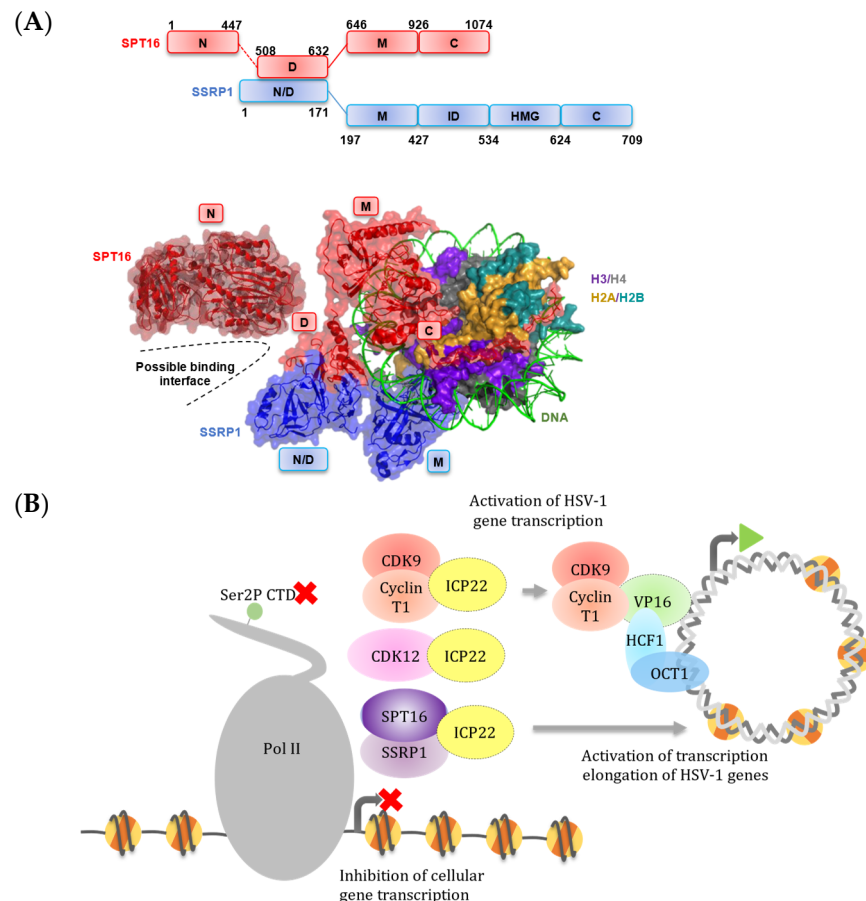 (A)
1 447 646 926 1074
SPT16 N 508 632 M C
D
SSRP1 N/D
1 171 M ID HMG C
197 427 534 624 709
N M
SPT16
H3/H4
H2A/H2B
D
C
Possible binding
interface
SSRP1
DNA
N/D M
(B)
Activation of HSV-1
gene transcription
CDK9
Cyclin
T1
ICP22
CDK9
Cyclin
T1
VP16
HCF1
OCT1
Ser2P CTD
CDK12 ICP22
SPT16
SSRP1
ICP22
Pol II
Activation of transcription
elongation of HSV-1 genes
Inhibition of cellular
gene transcription